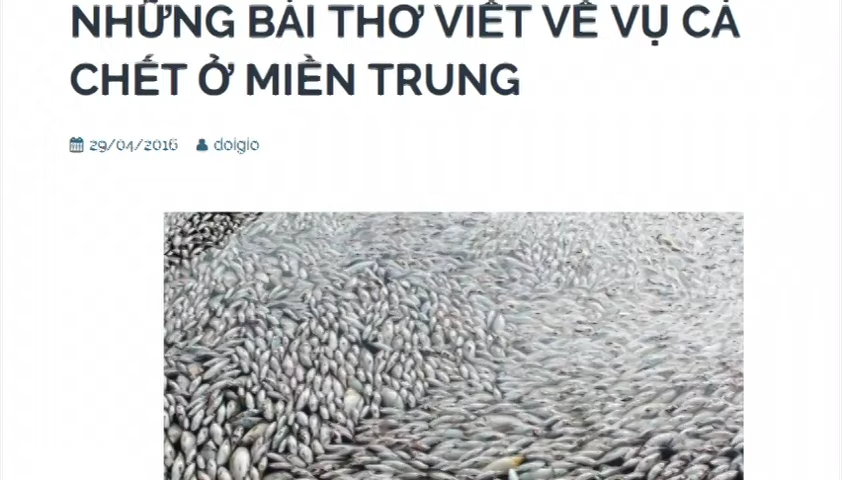 NHỮNG BÀI THƠ VIẾT VỀ VỤ CÁ
CHẾT Ở MIỀN TRUNG
29/04/2016 doigio